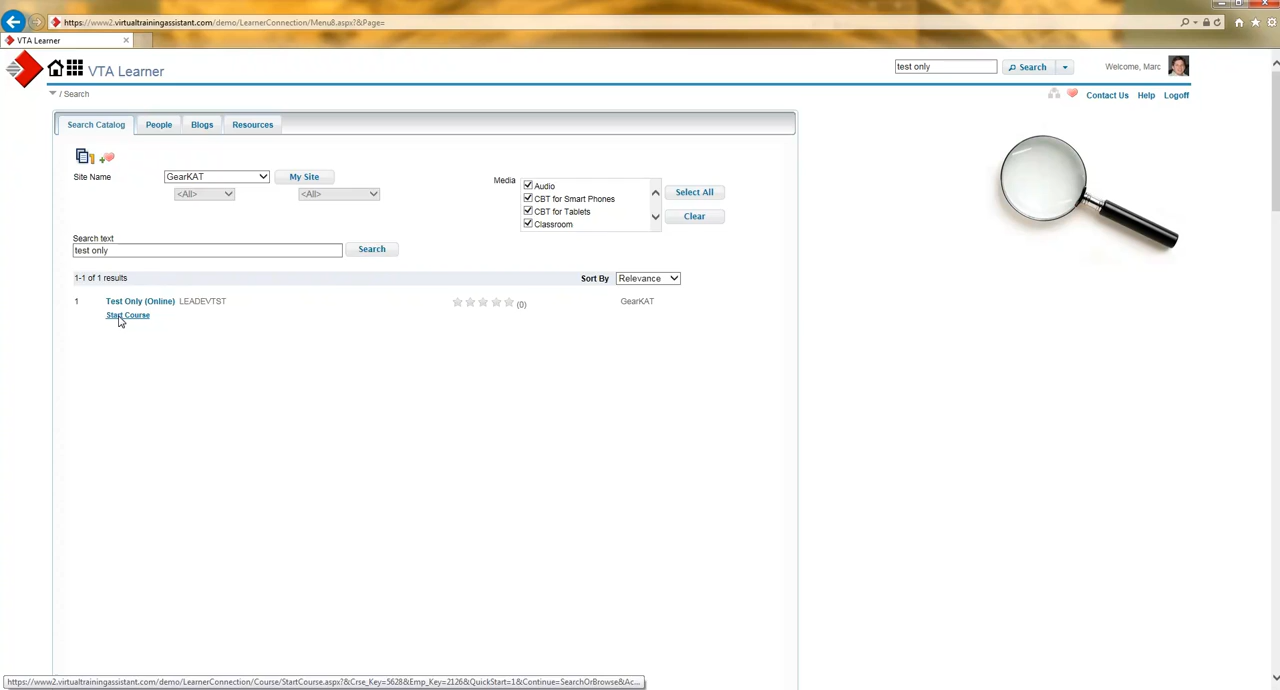 https://www2.virtualtrainingassistant.com/demo/LearnerConnection/Menu8.aspx?&Page=
VTA Learner
VTA Learner
test only
Search
Welcome, Marc
/ Search
Contact Us
Help
Logoff
Search Catalog
People
Blogs
Resources
1
Site Name
GearKAT
My Site
<All>
<All>
Media
Audio
CBT for Smart Phones
CBT for Tablets
Classroom
Select All
Clear
Search text
test only
Search
1-1 of 1 results
Sort By
Relevance
1
Test Only (Online) LEADEVTST
(0)
GearKAT
Start Course
https://www2.virtualtrainingassistant.com/demo/LearnerConnection/Course/StartCourse.aspx?&Crse_Key=5628&Emp_Key=2126&QuickStart=1&Continue=SearchOrBrowse&Ac...